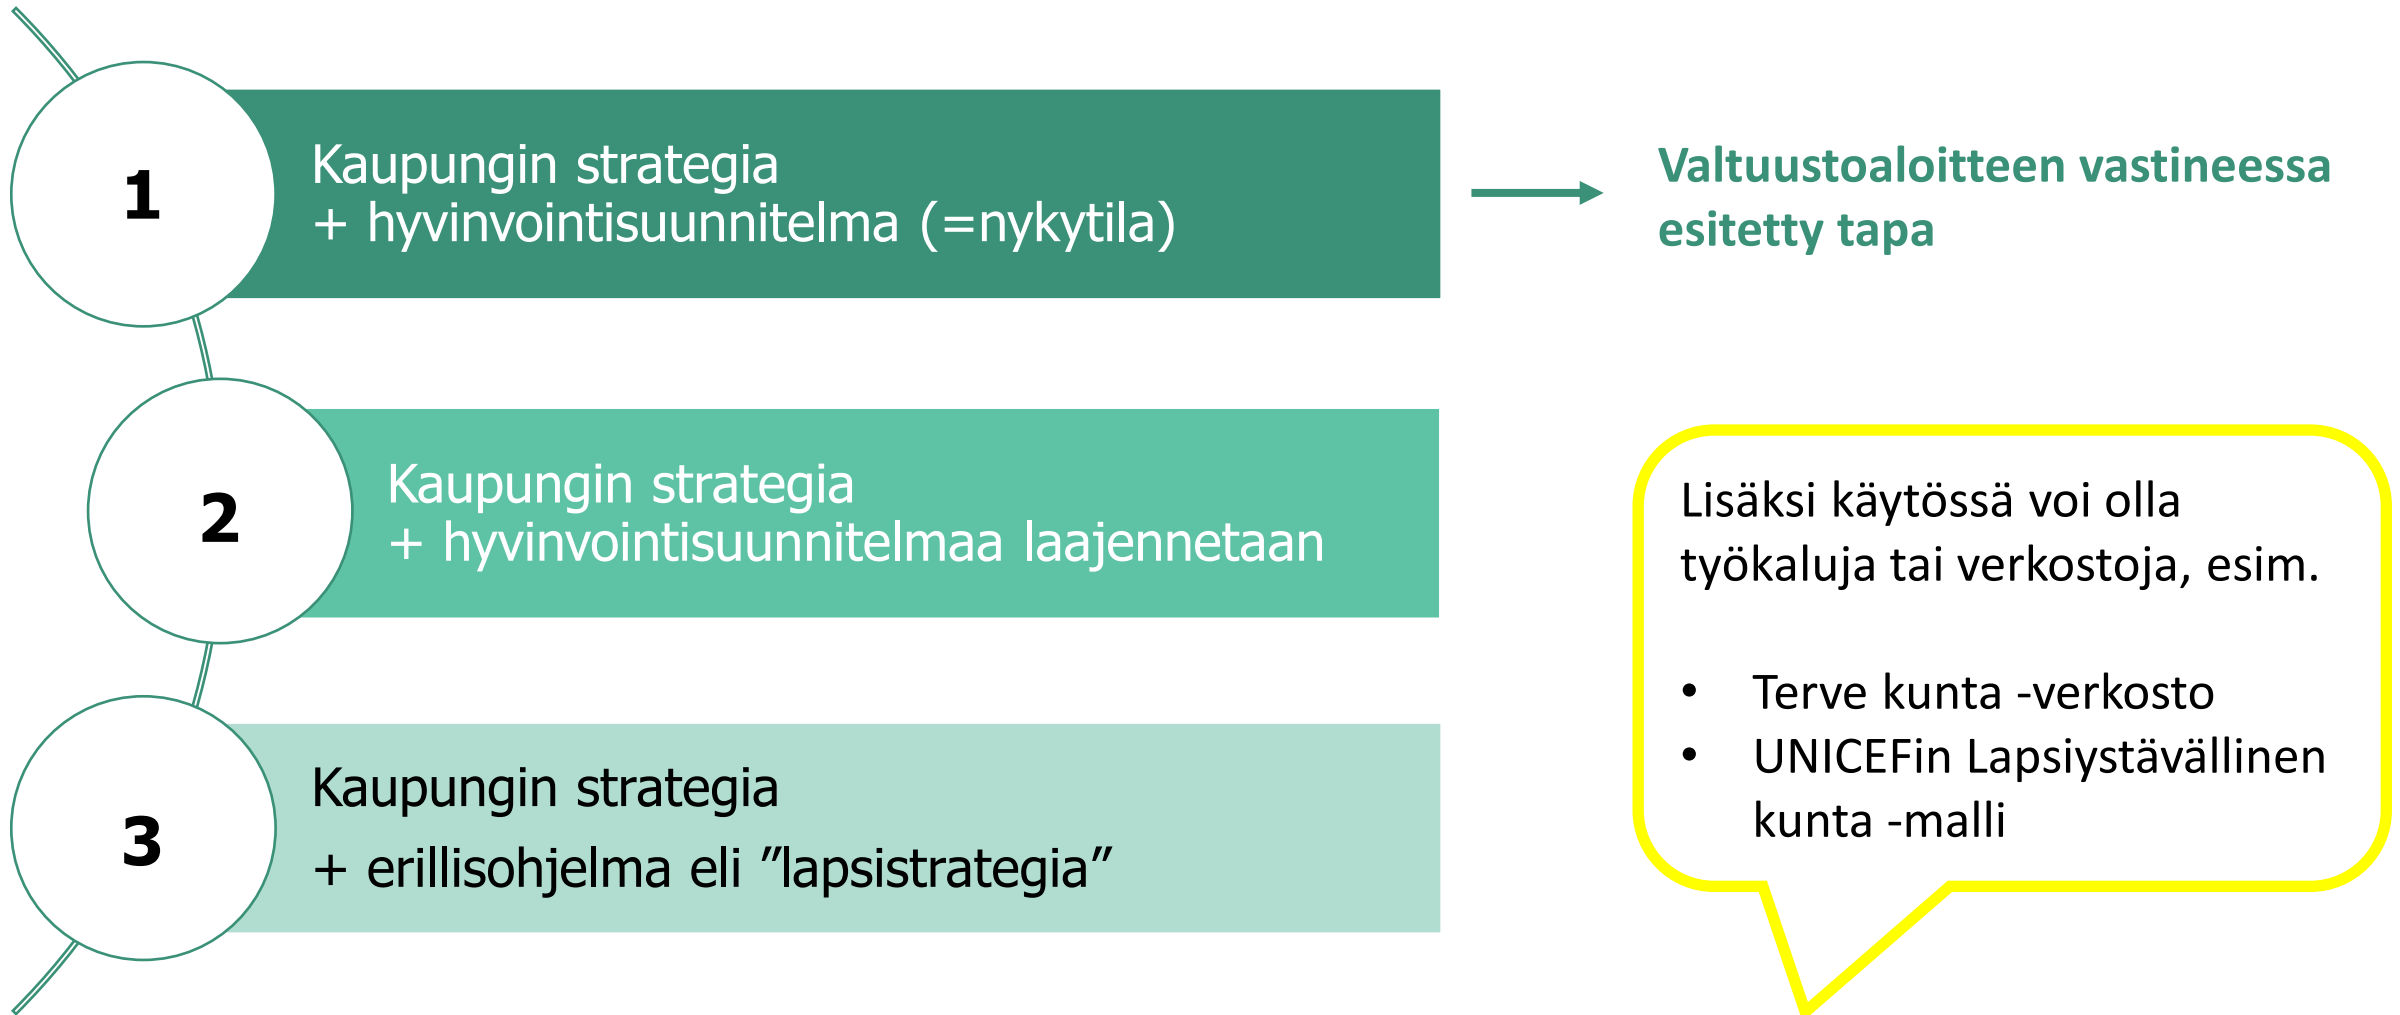 1
Kaupungin strategia
+ hyvinvointisuunnitelma (=nykytila)
Valtuustoaloitteen vastineessa
esitetty tapa
2
Kaupungin strategia
+ hyvinvointisuunnitelmaa laajennetaan
3
Kaupungin strategia
+ erillisohjelma eli ”lapsistrategia”
Lisäksi käytössä voi olla
työkaluja tai verkostoja, esim.
• Terve kunta -verkosto
• UNICEFin Lapsiystävällinen
kunta -malli